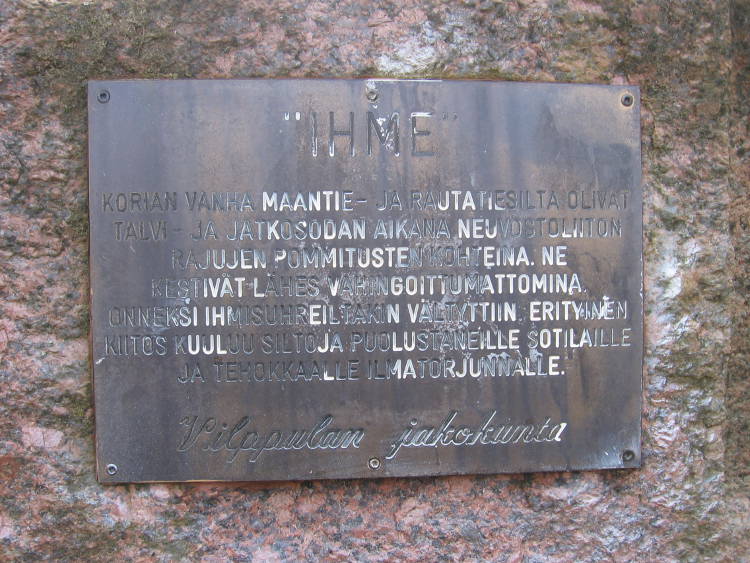 "IHME"
KORIAN VANHA MAANTIE- JA RAUTATIESILTA OLIVAT
TALVI- JA JATKOSODAN AIKANA NEUVOSTOLIITON
RAJUJEN POMMITUSTEN KOHTEINA. NE
KESTIVÄT LÄHES VAHINGOITTUMATTOMINA.
ONNEKSI IHMISUHREILTAKIN VÄLTYTTIIN. ERITYINEN
KIITOS KUULUU SILTOJA PUOLUSTANEILLE SOTILAILLE
JA TEHOKKAALLE ILMATORJUNNALLE.
Vilppulan jakokunta